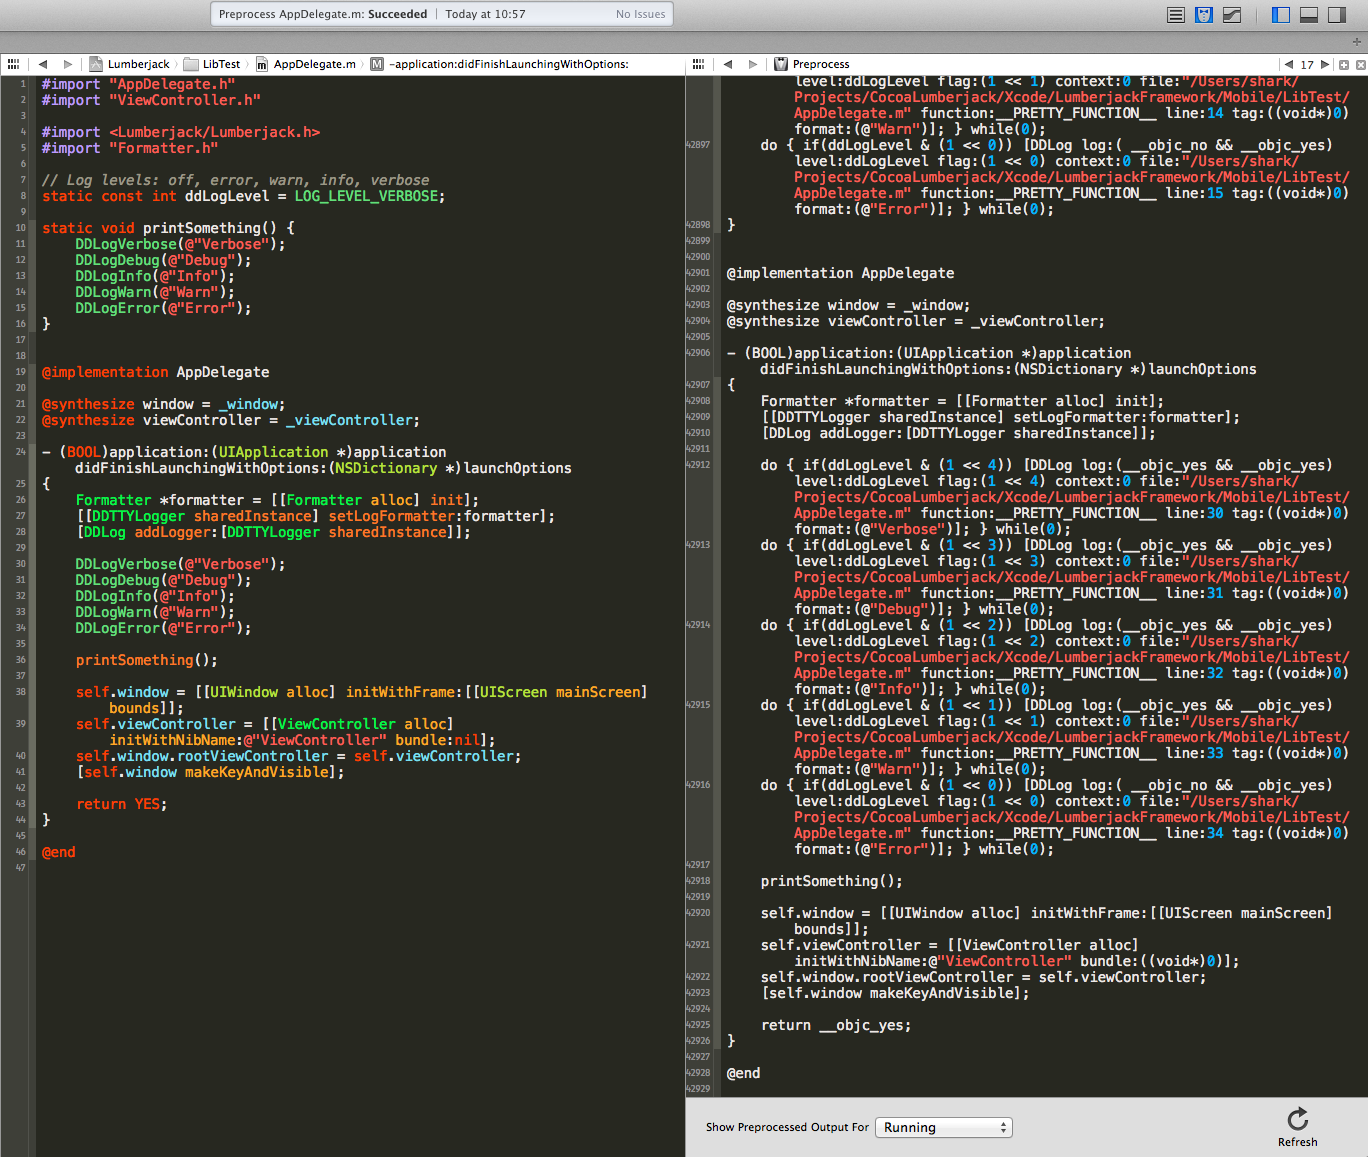 Preprocess AppDelegate.m: Succeeded | Today at 10:57 No Issues
Lumberjack LibTest AppDelegate.m M -application:didFinishLaunchingWithOptions:
1 #import "AppDelegate.h"
2 #import "ViewController.h"
3
4 #import <Lumberjack/Lumberjack.h>
5 #import "Formatter.h"
6
7 // Log levels: off, error, warn, info, verbose
8 static const int ddLogLevel = LOG_LEVEL_VERBOSE;
9
10 static void printSomething() {
11 DDLogVerbose(@"Verbose");
12 DDLogDebug(@"Debug");
13 DDLogInfo(@"Info");
14 DDLogWarn(@"Warn");
15 DDLogError(@"Error");
16 }
17
18
19 @implementation AppDelegate
20
21 @synthesize window = _window;
22 @synthesize viewController = _viewController;
23
24 - (BOOL)application:(UIApplication *)application
didFinishLaunchingWithOptions:(NSDictionary *)launchOptions
25 {
26 Formatter *formatter = [[Formatter alloc] init];
27 [[DDTTYLogger sharedInstance] setLogFormatter:formatter];
28 [DDLog addLogger:[DDTTYLogger sharedInstance]];
29
30 DDLogVerbose(@"Verbose");
31 DDLogDebug(@"Debug");
32 DDLogInfo(@"Info");
33 DDLogWarn(@"Warn");
34 DDLogError(@"Error");
35
36 printSomething();
37
38 self.window = [[UIWindow alloc] initWithFrame:[[UIScreen mainScreen]
bounds]];
39 self.viewController = [[ViewController alloc]
initWithNibName:@"ViewController" bundle:nil];
40 self.window.rootViewController = self.viewController;
41 [self.window makeKeyAndVisible];
42
43 return YES;
44 }
45
46 @end
47
Preprocess 17
level:ddLogLevel flag:(1 << 1) context:0 file:"/Users/shark/
Projects/CocoaLumberjack/Xcode/LumberjackFramework/Mobile/LibTest/
AppDelegate.m" function:__PRETTY_FUNCTION__ line:14 tag:((void*)0)
format:(@"Warn")]; } while(0);
42897 do { if(ddLogLevel & (1 << 0)) [DDLog log:( __objc_no && __objc_yes)
level:ddLogLevel flag:(1 << 0) context:0 file:"/Users/shark/
Projects/CocoaLumberjack/Xcode/LumberjackFramework/Mobile/LibTest/
AppDelegate.m" function:__PRETTY_FUNCTION__ line:15 tag:((void*)0)
format:(@"Error")]; } while(0);
42898 }
42899
42900
42901 @implementation AppDelegate
42902
42903 @synthesize window = _window;
42904 @synthesize viewController = _viewController;
42905
42906 - (BOOL)application:(UIApplication *)application
didFinishLaunchingWithOptions:(NSDictionary *)launchOptions
42907 {
42908 Formatter *formatter = [[Formatter alloc] init];
42909 [[DDTTYLogger sharedInstance] setLogFormatter:formatter];
42910 [DDLog addLogger:[DDTTYLogger sharedInstance]];
42911
42912 do { if(ddLogLevel & (1 << 4)) [DDLog log:(__objc_yes && __objc_yes)
level:ddLogLevel flag:(1 << 4) context:0 file:"/Users/shark/
Projects/CocoaLumberjack/Xcode/LumberjackFramework/Mobile/LibTest/
AppDelegate.m" function:__PRETTY_FUNCTION__ line:30 tag:((void*)0)
format:(@"Verbose")]; } while(0);
42913 do { if(ddLogLevel & (1 << 3)) [DDLog log:(__objc_yes && __objc_yes)
level:ddLogLevel flag:(1 << 3) context:0 file:"/Users/shark/
Projects/CocoaLumberjack/Xcode/LumberjackFramework/Mobile/LibTest/
AppDelegate.m" function:__PRETTY_FUNCTION__ line:31 tag:((void*)0)
format:(@"Debug")]; } while(0);
42914 do { if(ddLogLevel & (1 << 2)) [DDLog log:(__objc_yes && __objc_yes)
level:ddLogLevel flag:(1 << 2) context:0 file:"/Users/shark/
Projects/CocoaLumberjack/Xcode/LumberjackFramework/Mobile/LibTest/
AppDelegate.m" function:__PRETTY_FUNCTION__ line:32 tag:((void*)0)
format:(@"Info")]; } while(0);
42915 do { if(ddLogLevel & (1 << 1)) [DDLog log:(__objc_yes && __objc_yes)
level:ddLogLevel flag:(1 << 1) context:0 file:"/Users/shark/
Projects/CocoaLumberjack/Xcode/LumberjackFramework/Mobile/LibTest/
AppDelegate.m" function:__PRETTY_FUNCTION__ line:33 tag:((void*)0)
format:(@"Warn")]; } while(0);
42916 do { if(ddLogLevel & (1 << 0)) [DDLog log:( __objc_no && __objc_yes)
level:ddLogLevel flag:(1 << 0) context:0 file:"/Users/shark/
Projects/CocoaLumberjack/Xcode/LumberjackFramework/Mobile/LibTest/
AppDelegate.m" function:__PRETTY_FUNCTION__ line:34 tag:((void*)0)
format:(@"Error")]; } while(0);
42917
42918 printSomething();
42919
42920 self.window = [[UIWindow alloc] initWithFrame:[[UIScreen mainScreen]
bounds]];
42921 self.viewController = [[ViewController alloc]
initWithNibName:@"ViewController" bundle:((void*)0)];
42922 self.window.rootViewController = self.viewController;
42923 [self.window makeKeyAndVisible];
42924
42925 return __objc_yes;
42926 }
42927
42928 @end
42929
Show Preprocessed Output For Running
Refresh